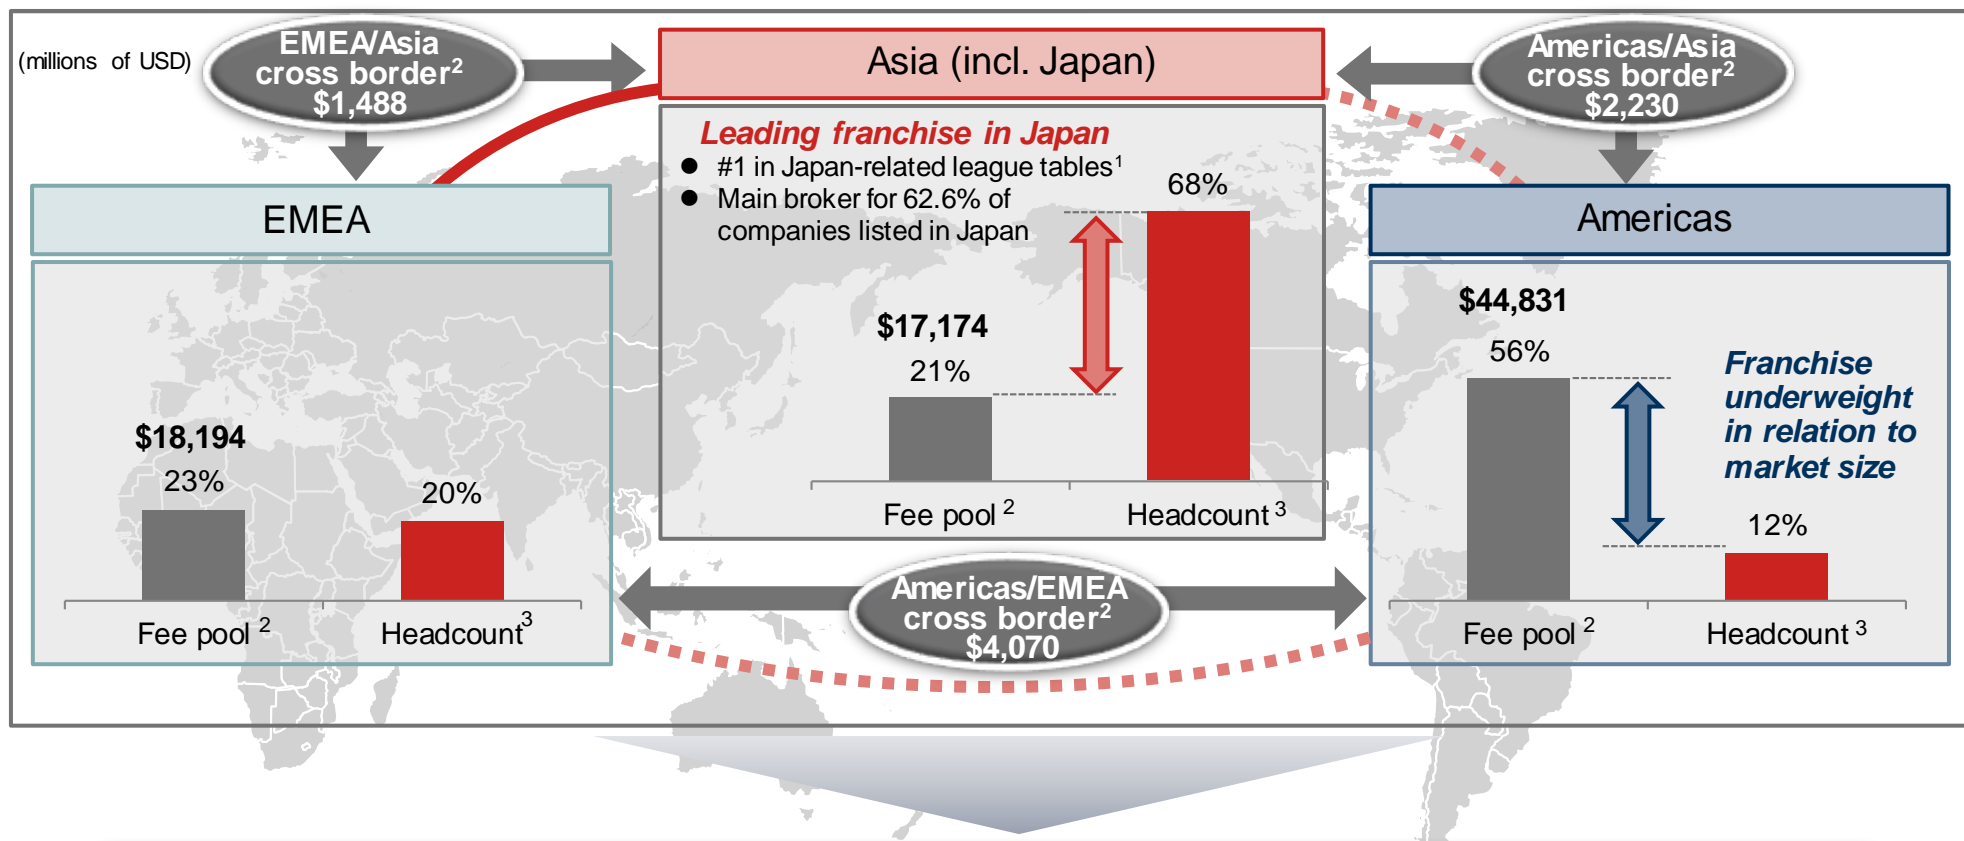 (millions of USD)
EMEA/Asia
cross border²
$1,488
Asia (incl. Japan)
Americas/Asia
cross border²
$2,230
Leading franchise in Japan
● #1 in Japan-related league tables¹
● Main broker for 62.6% of
companies listed in Japan
68%
$17,174
21%
Fee pool ²
Headcount ³
EMEA
$18,194
23%
20%
Fee pool ²
Headcount³
Americas
$44,831
56%
Franchise
underweight
in relation to
market size
12%
Fee pool ²
Headcount ³
Americas/EMEA
cross border²
$4,070